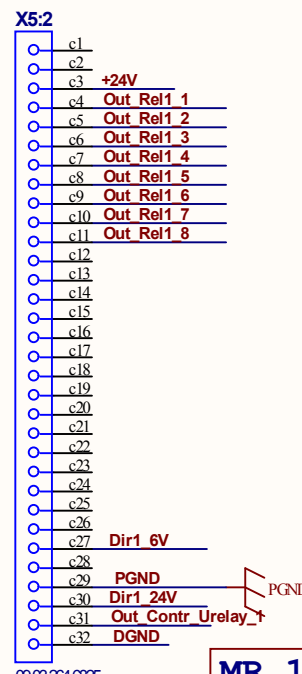 X5:2
c1
c2
c3 +24V
c4 Out_Rel1_1
c5 Out_Rel1_2
c6 Out_Rel1_3
c7 Out_Rel1_4
c8 Out_Rel1_5
c9 Out_Rel1_6
c10 Out_Rel1_7
c11 Out_Rel1_8
c12
c13
c14
c15
c16
c17
c18
c19
c20
c21
c22
c23
c24
c25
c26
c27 Dir1_6V
c28
c29 PGND PGND
c30 Dir1_24V
c31 Out_Contr_Urelay_1
c32 DGND
MR_1